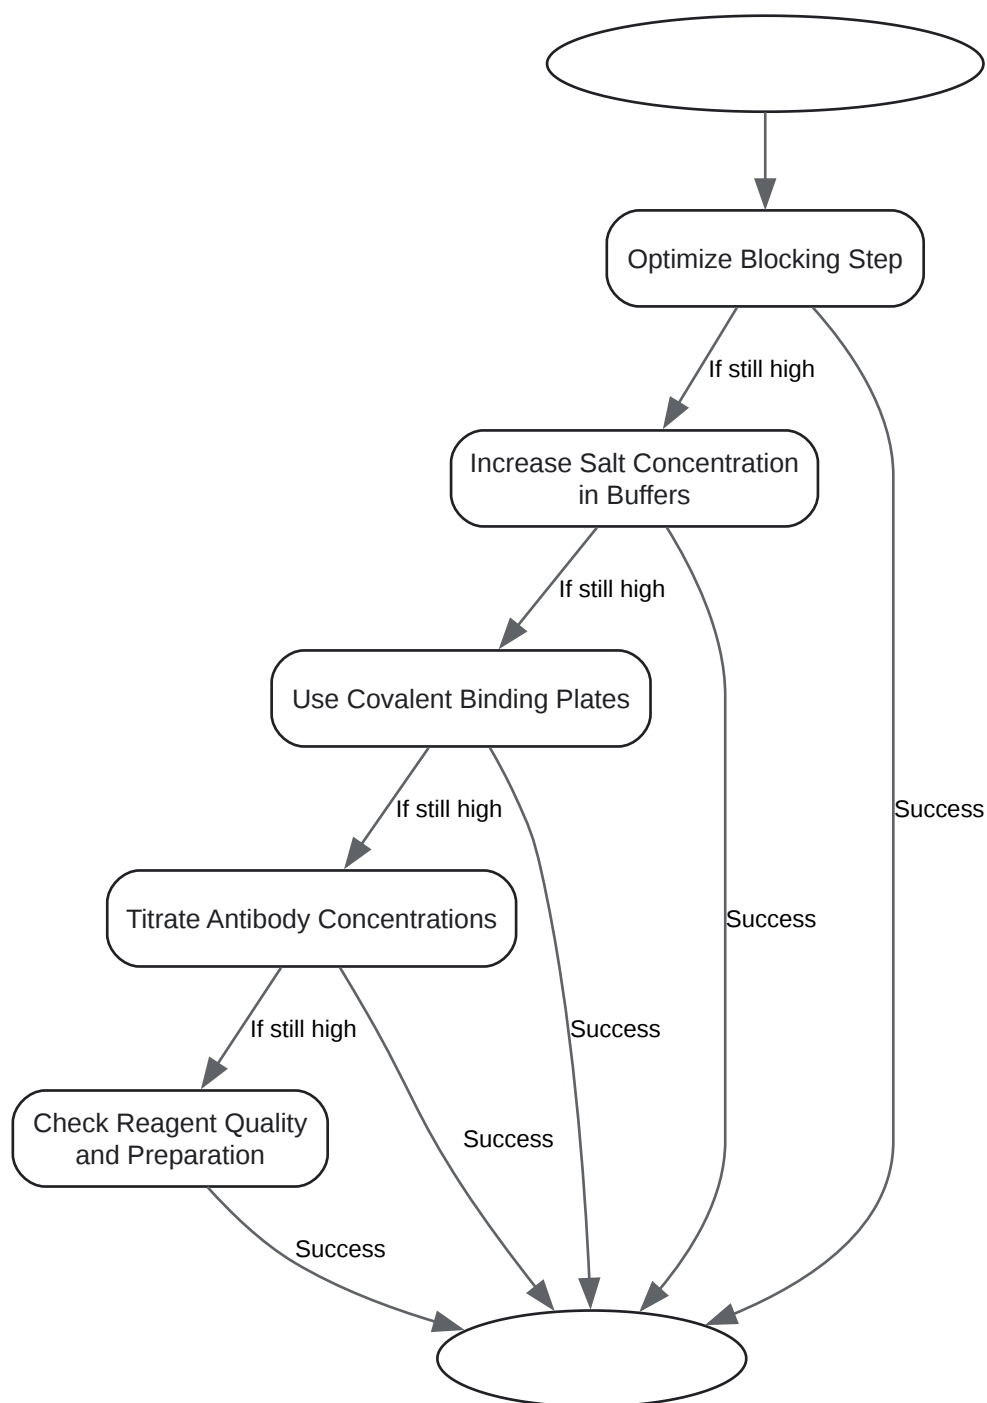 Optimize Blocking Step
If still high
Increase Salt Concentration
in Buffers
If still high
Use Covalent Binding Plates
If still high
Success
Titrate Antibody Concentrations
Success
If still high
Success
Check Reagent Quality
and Preparation
Success
Success